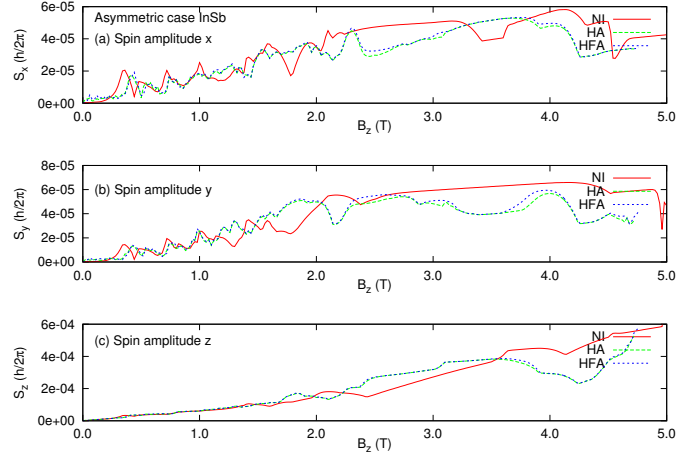 Asymmetric case InSb
(a) Spin amplitude x
NI
HA
HFA
S_x (h/2π)
8e-05
6e-05
4e-05
2e-05
0e+00
0.0 1.0 2.0 3.0 4.0 5.0
B_z (T)
(b) Spin amplitude y
NI
HA
HFA
S_y (h/2π)
8e-05
6e-05
4e-05
2e-05
0e+00
0.0 1.0 2.0 3.0 4.0 5.0
B_z (T)
(c) Spin amplitude z
NI
HA
HFA
S_z (h/2π)
6e-04
4e-04
2e-04
0e+00
0.0 1.0 2.0 3.0 4.0 5.0
B_z (T)